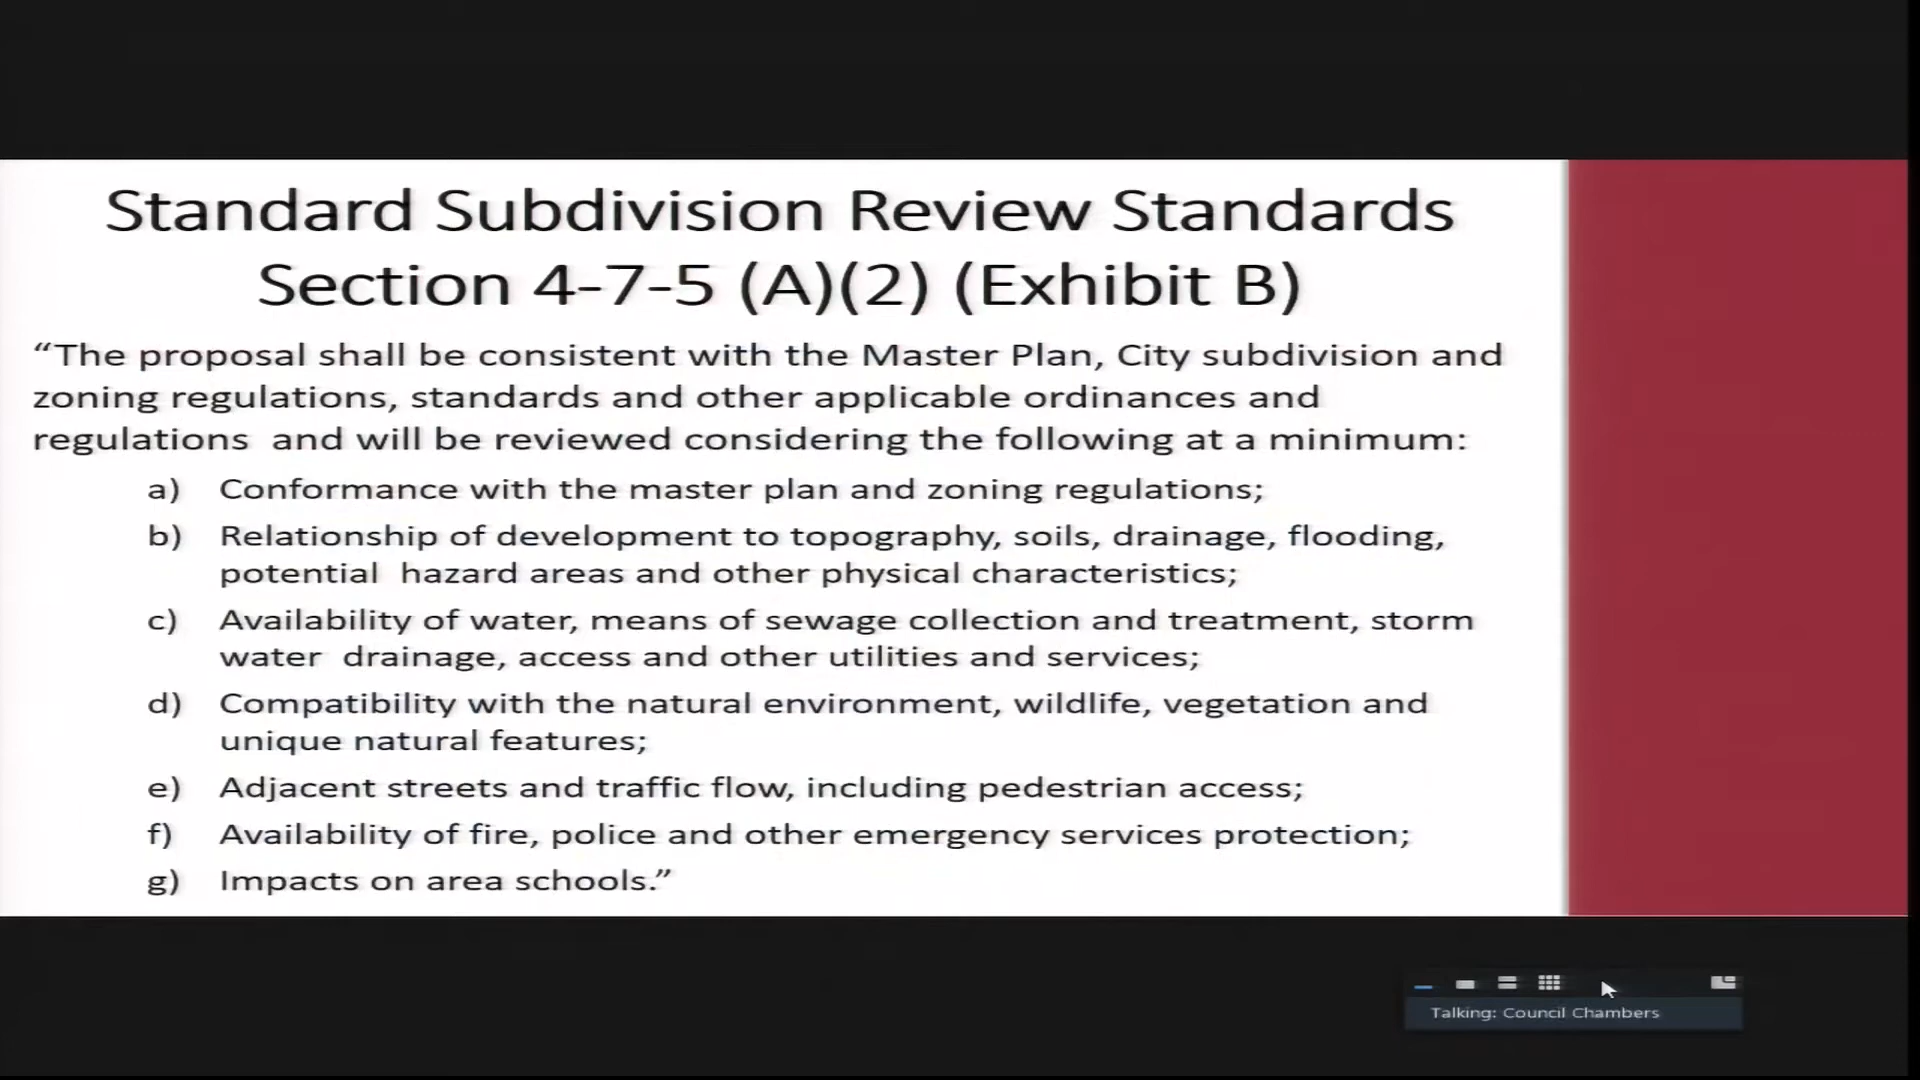 Standard Subdivision Review Standards
Section 4-7-5 (A)(2) (Exhibit B)
“The proposal shall be consistent with the Master Plan, City subdivision and
zoning regulations, standards and other applicable ordinances and
regulations and will be reviewed considering the following at a minimum:
a) Conformance with the master plan and zoning regulations;
b) Relationship of development to topography, soils, drainage, flooding,
potential hazard areas and other physical characteristics;
c) Availability of water, means of sewage collection and treatment, storm
water drainage, access and other utilities and services;
d) Compatibility with the natural environment, wildlife, vegetation and
unique natural features;
e) Adjacent streets and traffic flow, including pedestrian access;
f) Availability of fire, police and other emergency services protection;
g) Impacts on area schools.”
Talking: Council Chambers